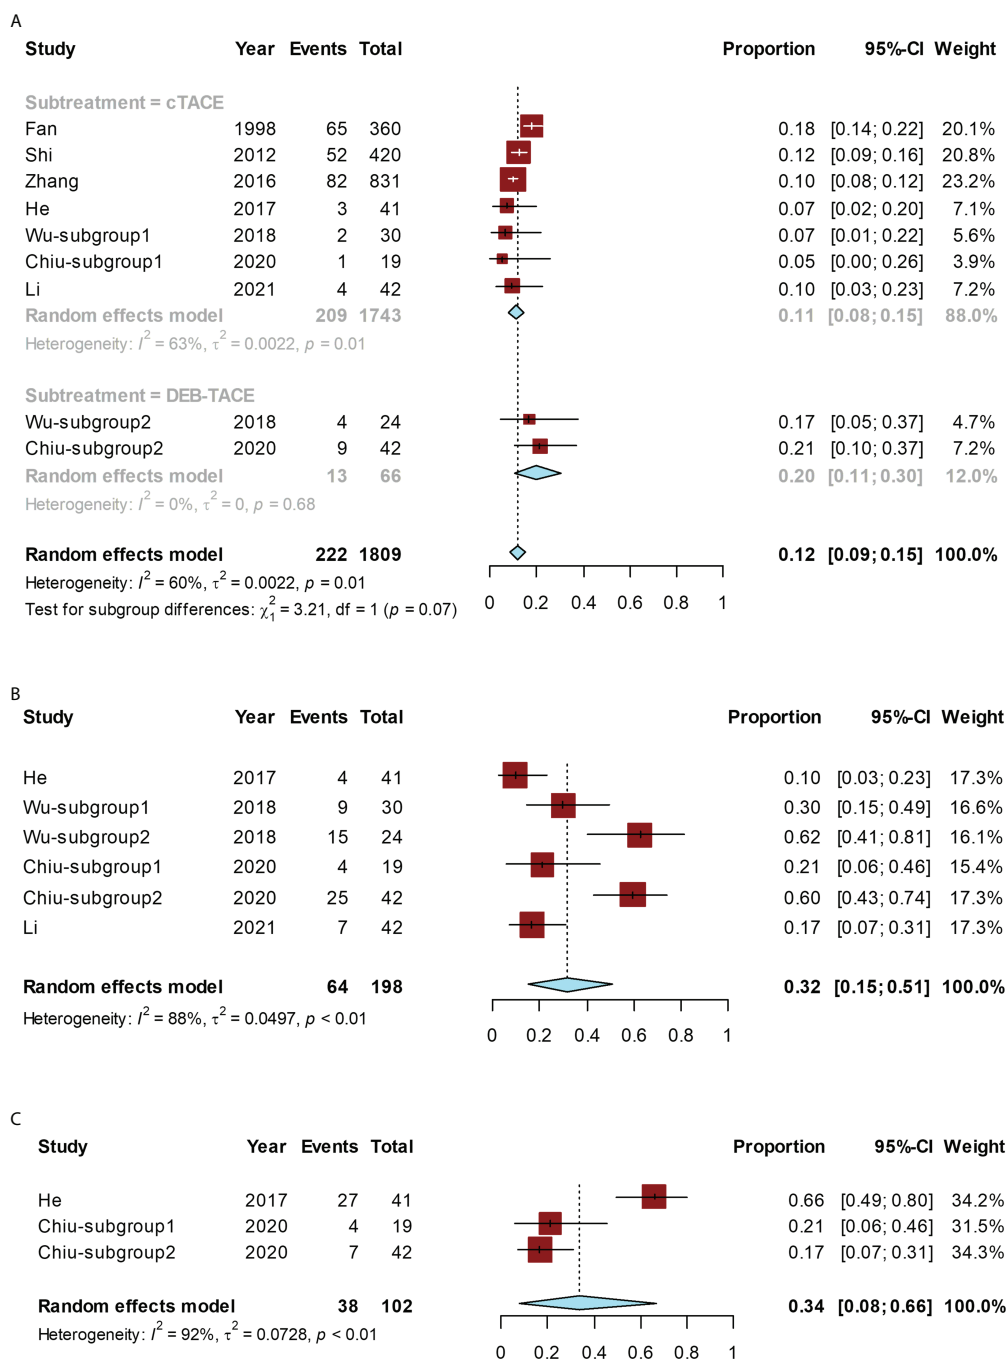 A
Study Year Events Total Proportion 95%-CI Weight
Subtreatment = cTACE
Fan 1998 65 360 0.18 [0.14; 0.22] 20.1%
Shi 2012 52 420 0.12 [0.09; 0.16] 20.8%
Zhang 2016 82 831 0.10 [0.08; 0.12] 23.2%
He 2017 3 41 0.07 [0.02; 0.20] 7.1%
Wu-subgroup1 2018 2 30 0.07 [0.01; 0.22] 5.6%
Chiu-subgroup1 2020 1 19 0.05 [0.00; 0.26] 3.9%
Li 2021 4 42 0.10 [0.03; 0.23] 7.2%
Random effects model 209 1743 0.11 [0.08; 0.15] 88.0%
Heterogeneity: I² = 63%, τ² = 0.0022, p = 0.01
Subtreatment = DEB-TACE
Wu-subgroup2 2018 4 24 0.17 [0.05; 0.37] 4.7%
Chiu-subgroup2 2020 9 42 0.21 [0.10; 0.37] 7.2%
Random effects model 13 66 0.20 [0.11; 0.30] 12.0%
Heterogeneity: I² = 0%, τ² = 0, p = 0.68
Random effects model 222 1809 0.12 [0.09; 0.15] 100.0%
Heterogeneity: I² = 60%, τ² = 0.0022, p = 0.01
Test for subgroup differences: χ₁² = 3.21, df = 1 (p = 0.07)
0 0.2 0.4 0.6 0.8 1
B
Study Year Events Total Proportion 95%-CI Weight
He 2017 4 41 0.10 [0.03; 0.23] 17.3%
Wu-subgroup1 2018 9 30 0.30 [0.15; 0.49] 16.6%
Wu-subgroup2 2018 15 24 0.62 [0.41; 0.81] 16.1%
Chiu-subgroup1 2020 4 19 0.21 [0.06; 0.46] 15.4%
Chiu-subgroup2 2020 25 42 0.60 [0.43; 0.74] 17.3%
Li 2021 7 42 0.17 [0.07; 0.31] 17.3%
Random effects model 64 198 0.32 [0.15; 0.51] 100.0%
Heterogeneity: I² = 88%, τ² = 0.0497, p < 0.01
0 0.2 0.4 0.6 0.8 1
C
Study Year Events Total Proportion 95%-CI Weight
He 2017 27 41 0.66 [0.49; 0.80] 34.2%
Chiu-subgroup1 2020 4 19 0.21 [0.06; 0.46] 31.5%
Chiu-subgroup2 2020 7 42 0.17 [0.07; 0.31] 34.3%
Random effects model 38 102 0.34 [0.08; 0.66] 100.0%
Heterogeneity: I² = 92%, τ² = 0.0728, p < 0.01
0 0.2 0.4 0.6 0.8 1